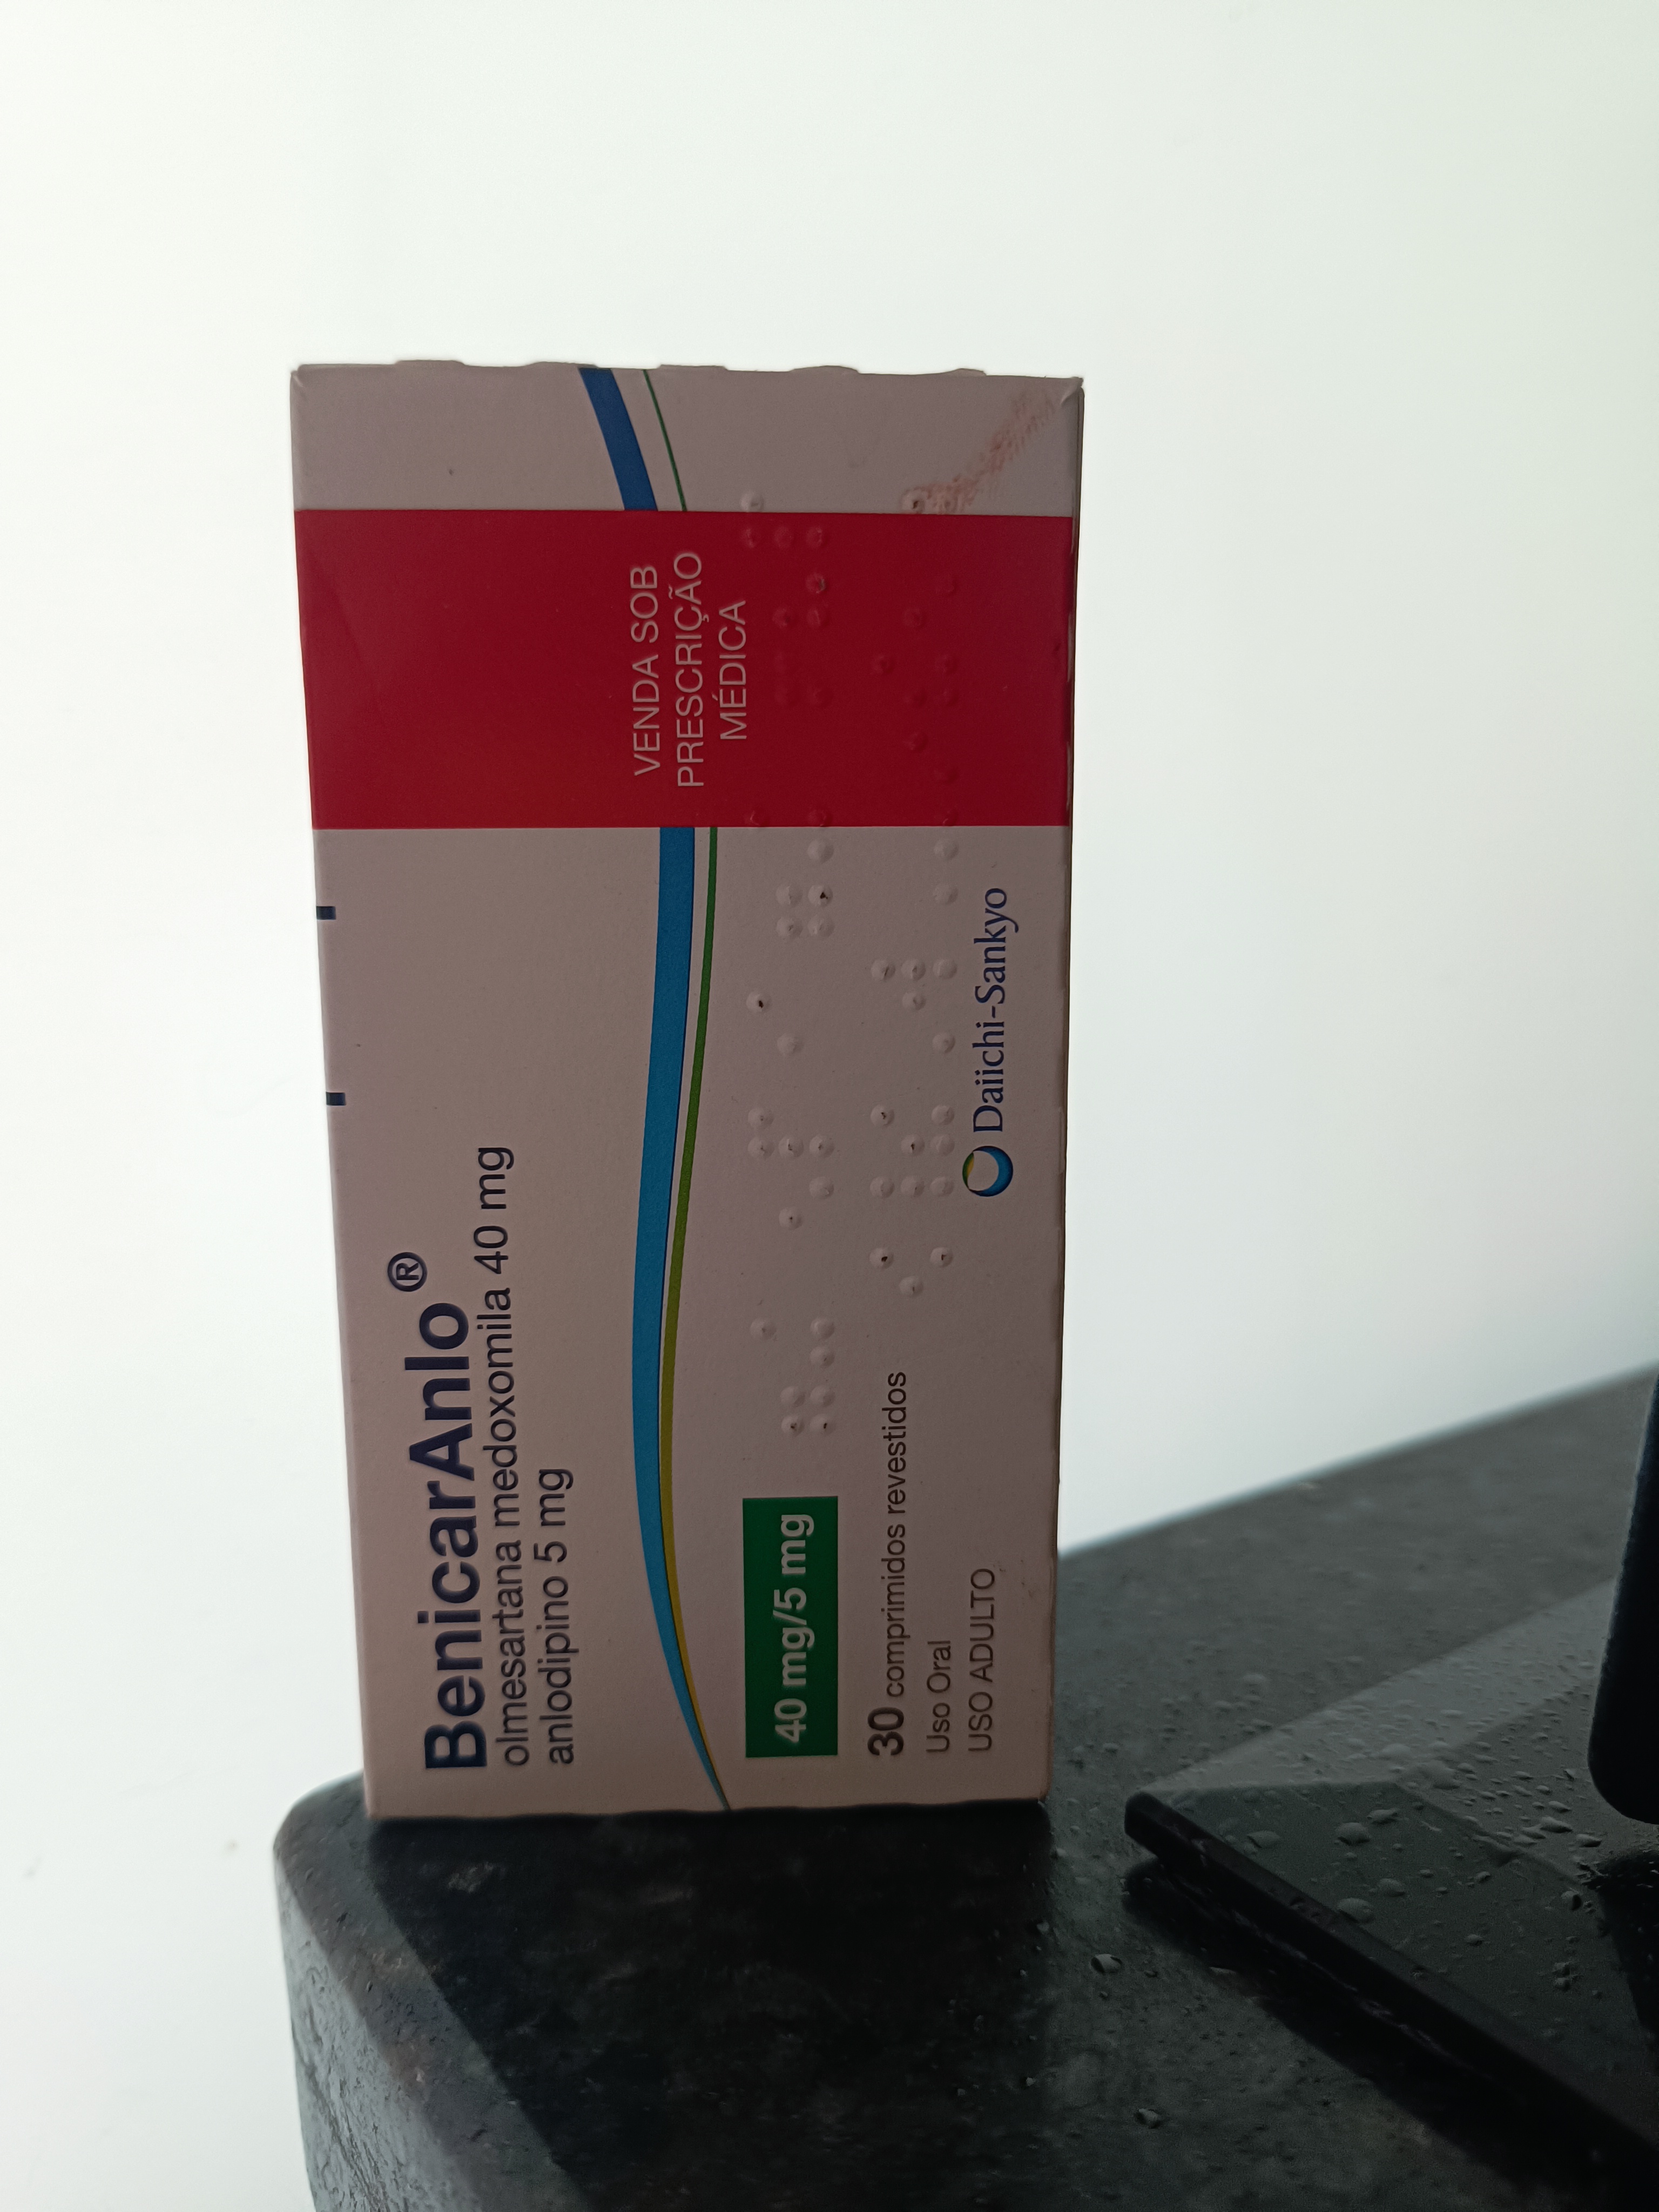 BenicarAnlo®
olmesartana medoxomila 40 mg
anlodipino 5 mg
VENDA SOB
PRESCRIÇÃO
MÉDICA
40 mg/5 mg
30 comprimidos revestidos
Uso Oral
USO ADULTO
Daiichi-Sankyo